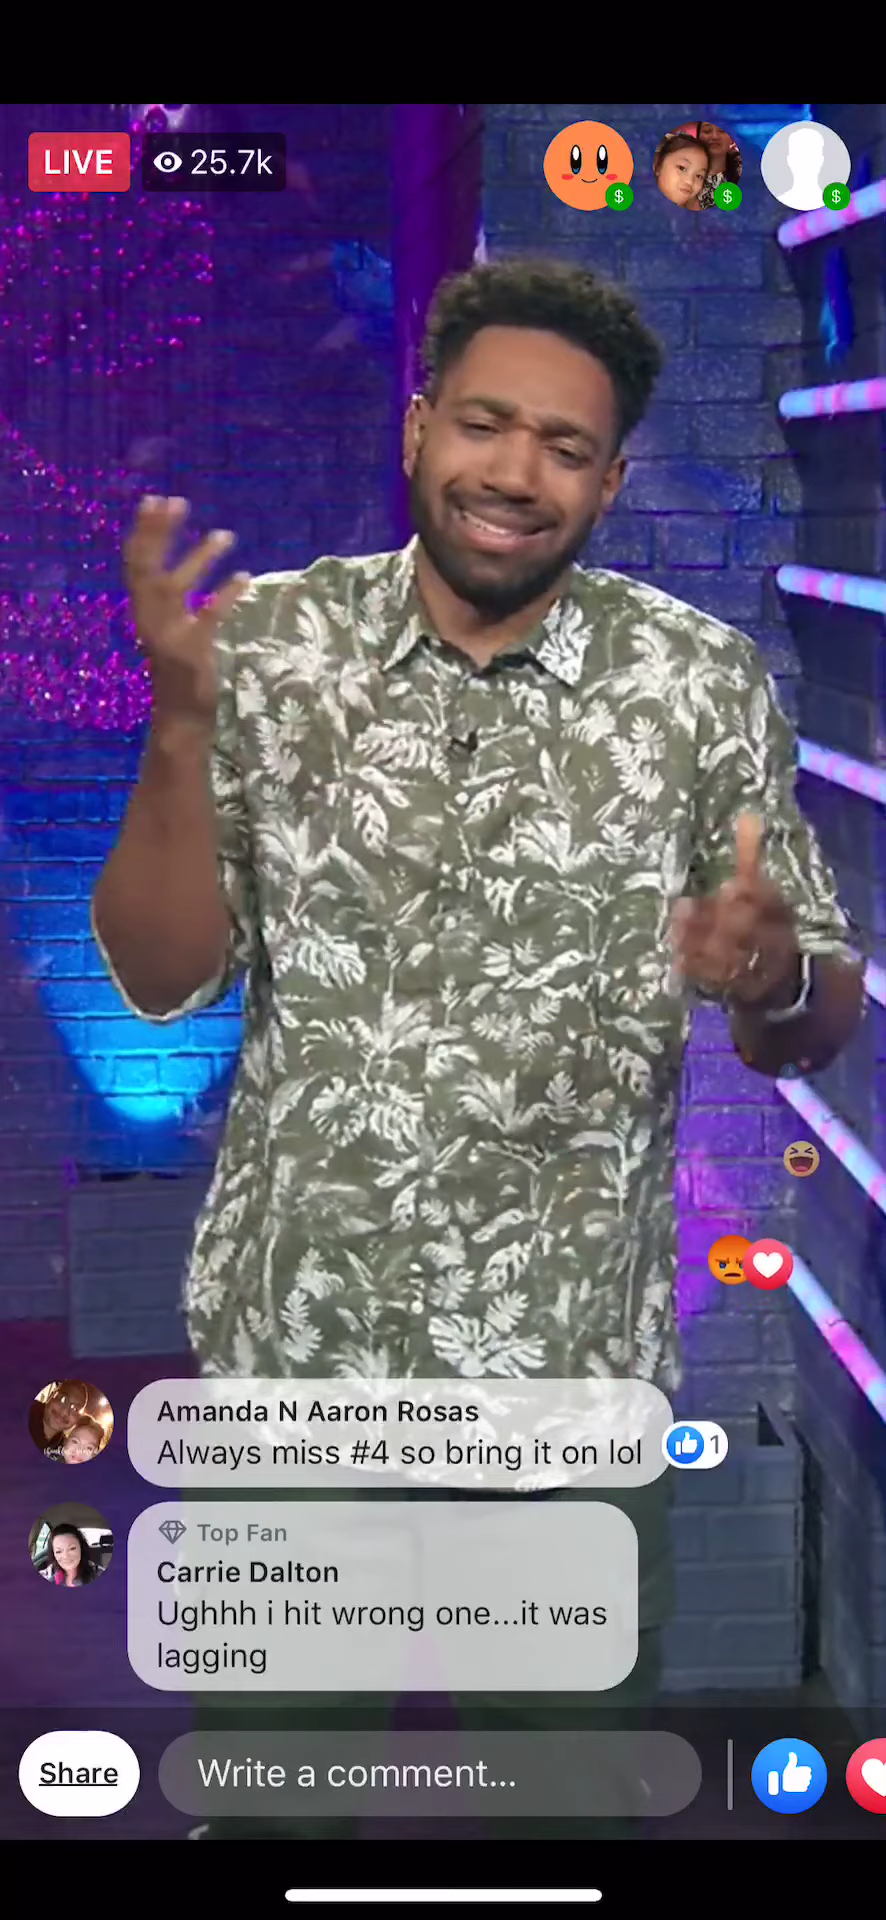 LIVE 25.7k
$ $ $
Amanda N Aaron Rosas
Always miss #4 so bring it on lol
1
Top Fan
Carrie Dalton
Ughhh i hit wrong one...it was
lagging
Share Write a comment...